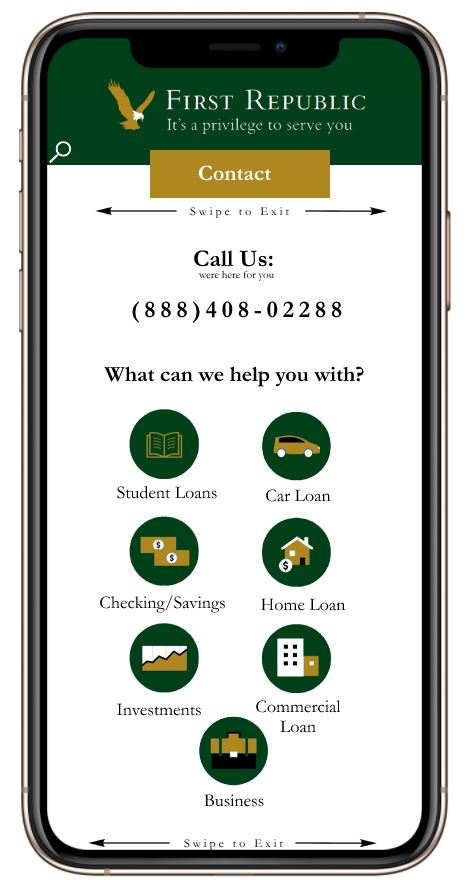 First Republic
It's a privilege to serve you
Contact
Swipe to Exit
Call Us:
were here for you
(888)408-02288
What can we help you with?
Student Loans
Car Loan
$
$
Checking/Savings
$
Home Loan
Investments
Commercial
Loan
Business
Swipe to Exit